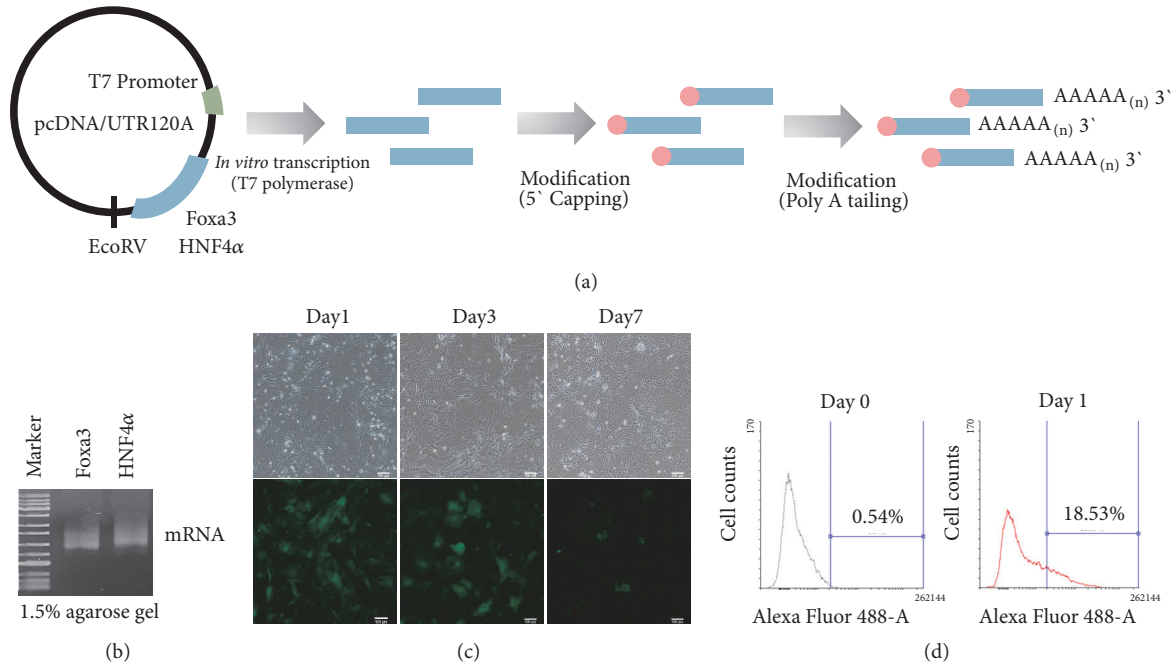 T7 Promoter
pcDNA/UTR120A
EcoRV
Foxa3
HNF4α
In vitro transcription
(T7 polymerase)
Modification
(5` Capping)
Modification
(Poly A tailing)
AAAAA(n) 3`
AAAAA(n) 3`
AAAAA(n) 3`
(a)
Marker
Foxa3
HNF4α
mRNA
1.5% agarose gel
(b)
Day1
Day3
Day7
(c)
Day 0
170
Cell counts
0.54%
262144
Alexa Fluor 488-A
Day 1
170
Cell counts
18.53%
262144
Alexa Fluor 488-A
(d)